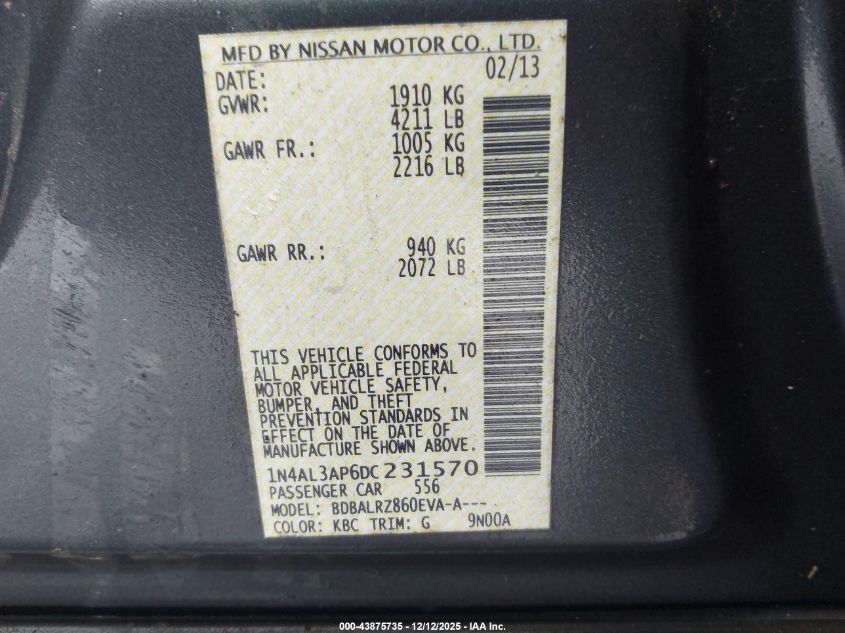 MFD BY NISSAN MOTOR CO., LTD.
DATE: 02/13
GVWR: 1910 KG
4211 LB
GAWR FR.: 1005 KG
2216 LB
GAWR RR.: 940 KG
2072 LB
THIS VEHICLE CONFORMS TO
ALL APPLICABLE FEDERAL
MOTOR VEHICLE SAFETY,
BUMPER, AND THEFT
PREVENTION STANDARDS IN
EFFECT ON THE DATE OF
MANUFACTURE SHOWN ABOVE.
1N4AL3AP6DC231570
PASSENGER CAR 556
MODEL: BDBALRZ860EVA-A---
COLOR: KBC TRIM: G 9N00A
000-43875735 - 12/12/2025 - IAA Inc.